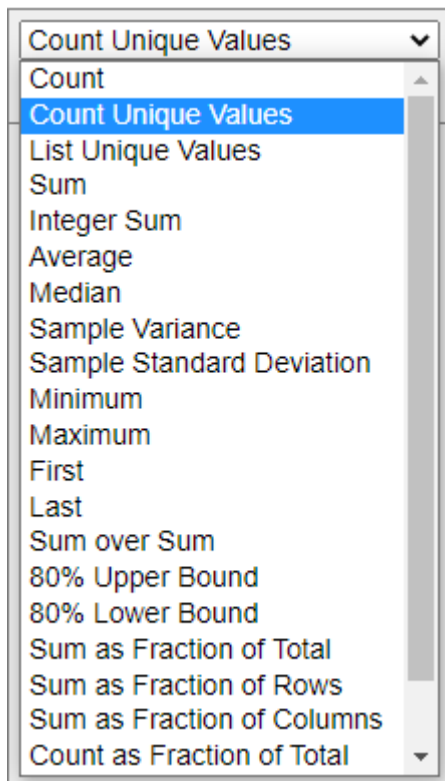 Count Unique Values
Count
Count Unique Values
List Unique Values
Sum
Integer Sum
Average
Median
Sample Variance
Sample Standard Deviation
Minimum
Maximum
First
Last
Sum over Sum
80% Upper Bound
80% Lower Bound
Sum as Fraction of Total
Sum as Fraction of Rows
Sum as Fraction of Columns
Count as Fraction of Total